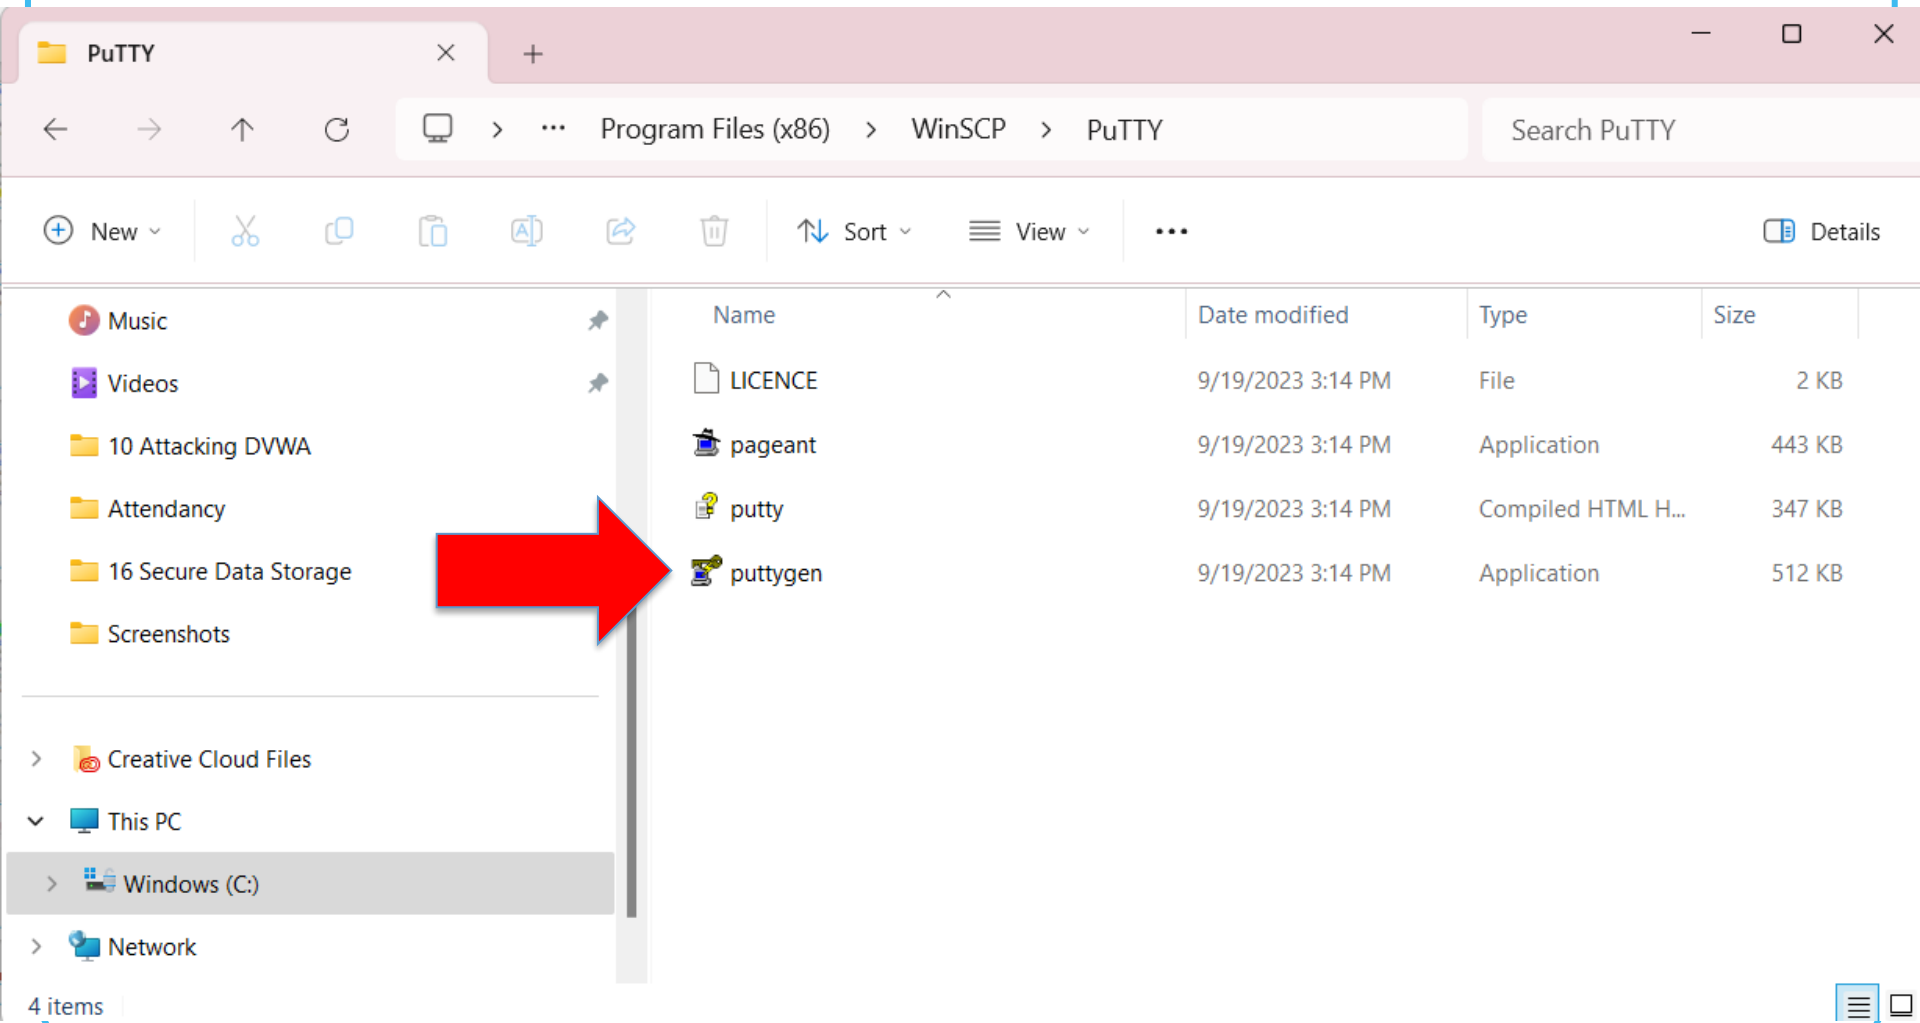 PuTTY
Program Files (x86) > WinSCP > PuTTY
Search PuTTY
New
Sort
View
Details
Music
Videos
10 Attacking DVWA
Attendancy
16 Secure Data Storage
Screenshots
Creative Cloud Files
This PC
Windows (C:)
Network
Name Date modified Type Size
LICENCE 9/19/2023 3:14 PM File 2 KB
pageant 9/19/2023 3:14 PM Application 443 KB
putty 9/19/2023 3:14 PM Compiled HTML H... 347 KB
puttygen 9/19/2023 3:14 PM Application 512 KB
4 items